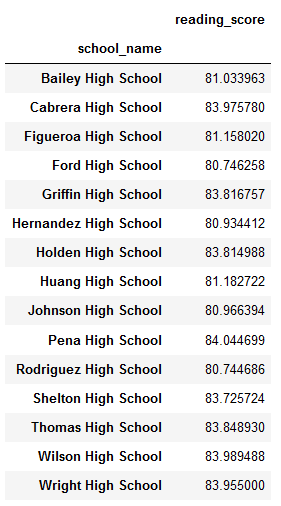 reading_score
school_name
Bailey High School 81.033963
Cabrera High School 83.975780
Figueroa High School 81.158020
Ford High School 80.746258
Griffin High School 83.816757
Hernandez High School 80.934412
Holden High School 83.814988
Huang High School 81.182722
Johnson High School 80.966394
Pena High School 84.044699
Rodriguez High School 80.744686
Shelton High School 83.725724
Thomas High School 83.848930
Wilson High School 83.989488
Wright High School 83.955000